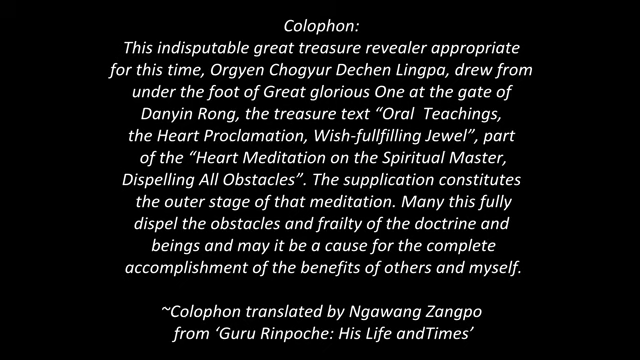 Colophon:
This indisputable great treasure revealer appropriate
for this time, Orgyen Chogyur Dechen Lingpa, drew from
under the foot of Great glorious One at the gate of
Danyin Rong, the treasure text “Oral Teachings,
the Heart Proclamation, Wish-fullfilling Jewel”, part
of the “Heart Meditation on the Spiritual Master,
Dispelling All Obstacles”. The supplication constitutes
the outer stage of that meditation. Many this fully
dispel the obstacles and frailty of the doctrine and
beings and may it be a cause for the complete
accomplishment of the benefits of others and myself.
~Colophon translated by Ngawang Zangpo
from ‘Guru Rinpoche: His Life andTimes’